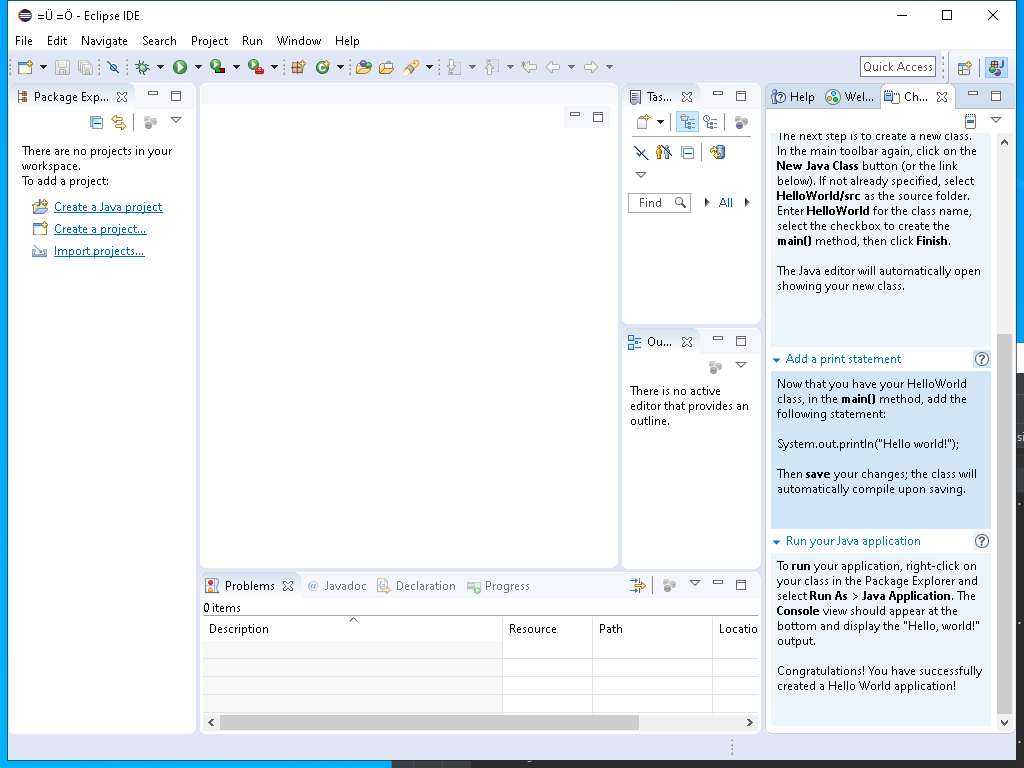 =Ü =Ö - Eclipse IDE
File Edit Navigate Search Project Run Window Help
Quick Access
Package Exp...
There are no projects in your
workspace.
To add a project:
Create a Java project
Create a project...
Import projects...
Tas...
Find
All
Ou...
There is no active
editor that provides an
outline.
Problems
@ Javadoc
Declaration
Progress
0 items
Description
Resource
Path
Locatio
Help
Wel...
Ch...
The next step is to create a new class.
In the main toolbar again, click on the
New Java Class button (or the link
below). If not already specified, select
HelloWorld/src as the source folder.
Enter HelloWorld for the class name,
select the checkbox to create the
main() method, then click Finish.
The Java editor will automatically open
showing your new class.
Add a print statement
Now that you have your HelloWorld
class, in the main() method, add the
following statement:
System.out.println("Hello world!");
Then save your changes; the class will
automatically compile upon saving.
Run your Java application
To run your application, right-click on
your class in the Package Explorer and
select Run As > Java Application. The
Console view should appear at the
bottom and display the "Hello, world!"
output.
Congratulations! You have successfully
created a Hello World application!